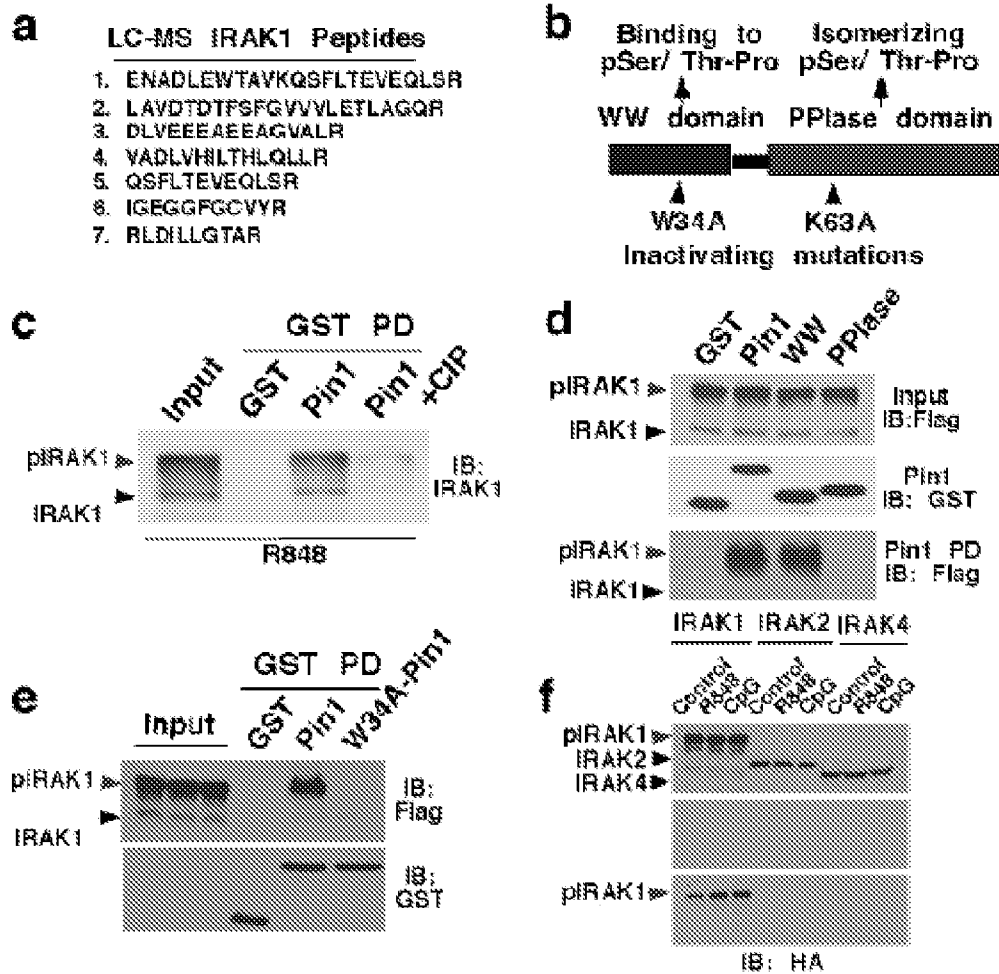 a
LC-MS IRAK1 Peptides
1. ENADLEWTAVKQSFLTEVEQLSR
2. LAVDTDTFSFGVVVLETLAGQR
3. DLVEEEAEEAGVALR
4. VADLVHILTHLQLLR
5. QSFLTEVEQLSR
6. IGEGGFGCVYR
7. RLDILLGTAR
b
Binding to pSer/ Thr-Pro
Isomerizing pSer/ Thr-Pro
WW domain PPIase domain
W34A K63A
Inactivating mutations
c
GST PD
Input GST Pin1 Pin1 +CIP
pIRAK1
IRAK1
IB: IRAK1
R848
d
GST Pin1 WW PPIase
pIRAK1
IRAK1
Input IB:Flag
Pin1 IB: GST
pIRAK1
IRAK1
Pin1 PD IB: Flag
e
GST PD
Input GST Pin1 W34A-Pin1
pIRAK1
IRAK1
IB: Flag
IB: GST
f
IRAK1 IRAK2 IRAK4
Control R848 CpG Control R848 CpG Control R848 CpG
pIRAK1
IRAK2
IRAK4
pIRAK1
IB: HA